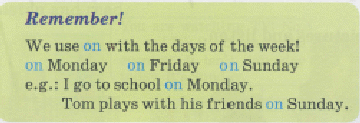 Remember!
We use on with the days of the week!
on Monday on Friday on Sunday
e.g.: I go to school on Monday.
Tom plays with his friends on Sunday.